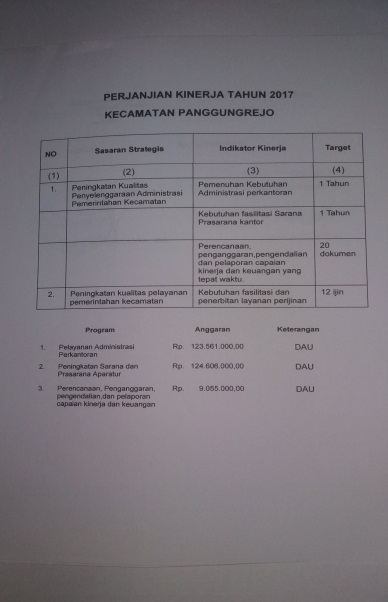 PERJANJIAN KINERJA TAHUN 2017
KECAMATAN PANGGUNGREJO
NO Sasaran Strategis Indikator Kinerja Target
(1) (2) (3) (4)
1. Peningkatan Kualitas Pemenuhan Kebutuhan 1 Tahun
Penyelenggaraan Administrasi Administrasi perkantoran
Pemerintahan Kecamatan
Kebutuhan fasilitasi Sarana 1 Tahun
Prasarana kantor
Perencanaan, 20
penganggaran,pengendalian dokumen
dan pelaporan capaian
kinerja dan keuangan yang
tepat waktu.
2. Peningkatan kualitas pelayanan Kebutuhan fasilitasi dan 12 ijin
pemerintahan kecamatan penerbitan layanan perijinan
Program Anggaran Keterangan
1. Pelayanan Administrasi Rp. 123.561.000,00 DAU
Perkantoran
2. Peningkatan Sarana dan Rp. 124.606.000,00 DAU
Prasarana Aparatur
3. Perencanaan, Penganggaran, Rp. 9.055.000,00 DAU
pengendalian,dan pelaporan
capaian kinerja dan keuangan